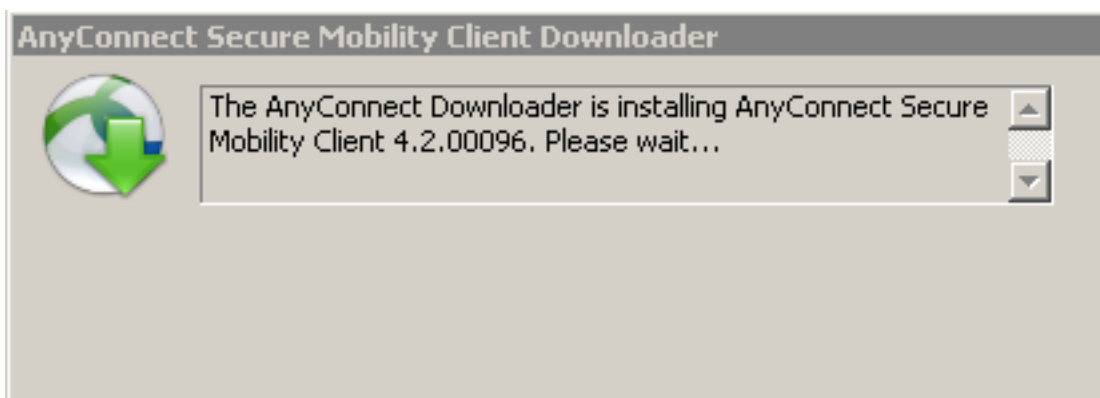 AnyConnect Secure Mobility Client Downloader
The AnyConnect Downloader is installing AnyConnect Secure
Mobility Client 4.2.00096. Please wait...